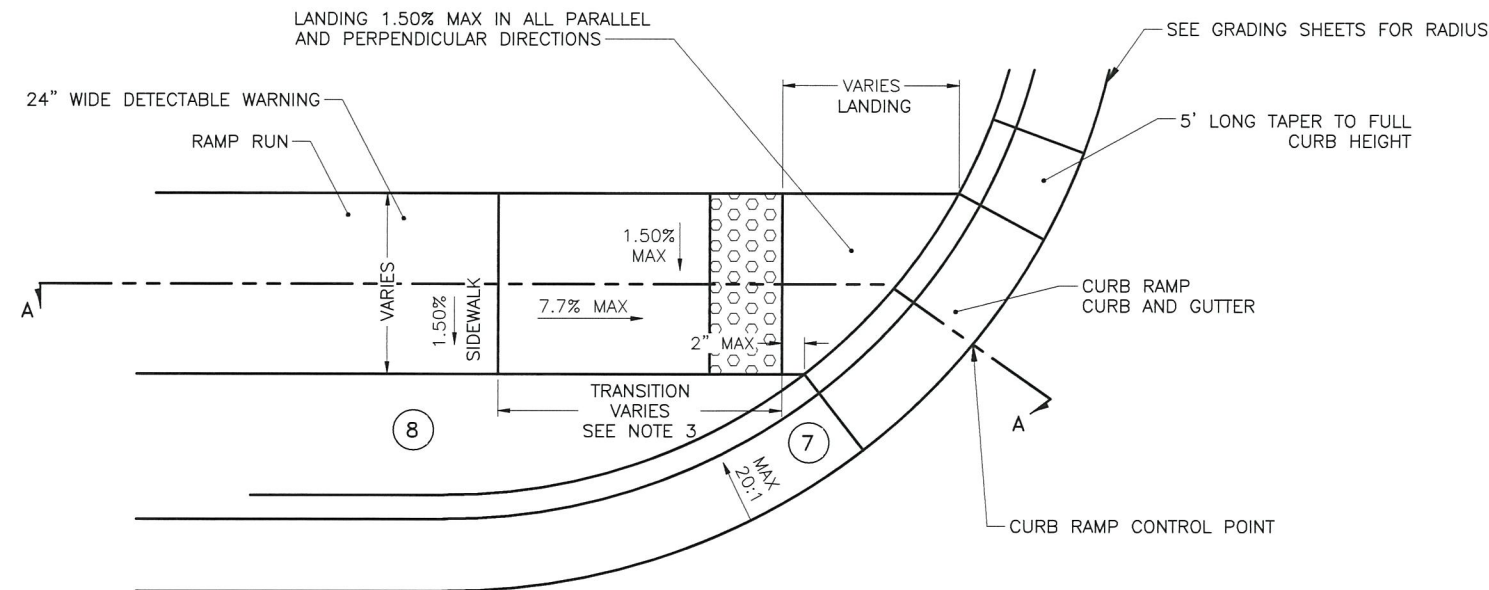 LANDING 1.50% MAX IN ALL PARALLEL
AND PERPENDICULAR DIRECTIONS
SEE GRADING SHEETS FOR RADIUS
24" WIDE DETECTABLE WARNING
VARIES
LANDING
RAMP RUN
5' LONG TAPER TO FULL
CURB HEIGHT
1.50%
MAX
VARIES
A
1.50%
SIDEWALK
7.7% MAX
CURB RAMP
CURB AND GUTTER
2" MAX
TRANSITION
VARIES
SEE NOTE 3
A
8
7
MAX
20:1
CURB RAMP CONTROL POINT